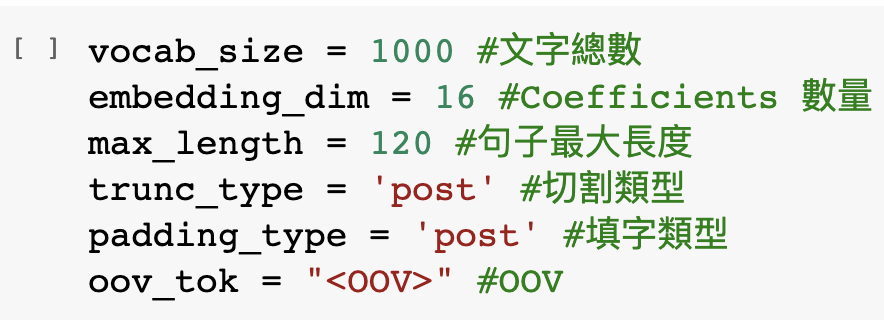 [ ] vocab_size = 1000 #文字總數
embedding_dim = 16 #Coefficients 數量
max_length = 120 #句子最大長度
trunc_type = 'post' #切割類型
padding_type = 'post' #填字類型
oov_tok = "<OOV>" #OOV